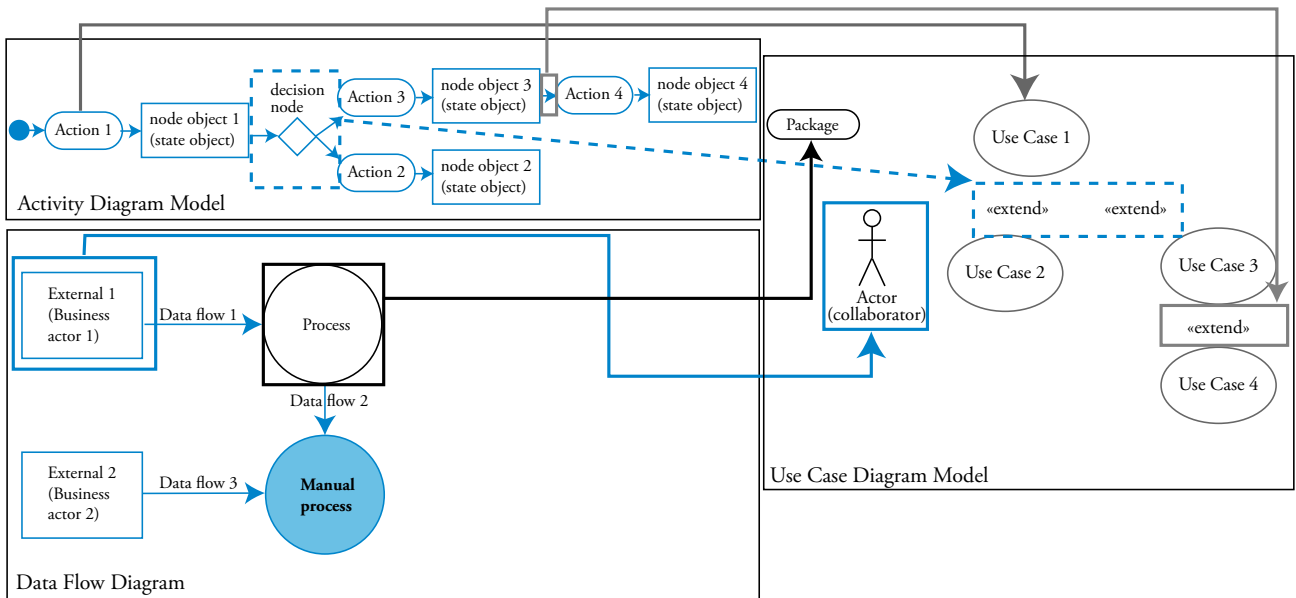 Action 1
node object 1
(state object)
decision
node
Action 3
node object 3
(state object)
Action 4
node object 4
(state object)
Action 2
node object 2
(state object)
Activity Diagram Model
External 1
(Business
actor 1)
Data flow 1
Process
Data flow 2
External 2
(Business
actor 2)
Data flow 3
Manual
process
Data Flow Diagram
Package
Use Case 1
«extend»
«extend»
Use Case 2
Use Case 3
Actor
(collaborator)
«extend»
Use Case 4
Use Case Diagram Model